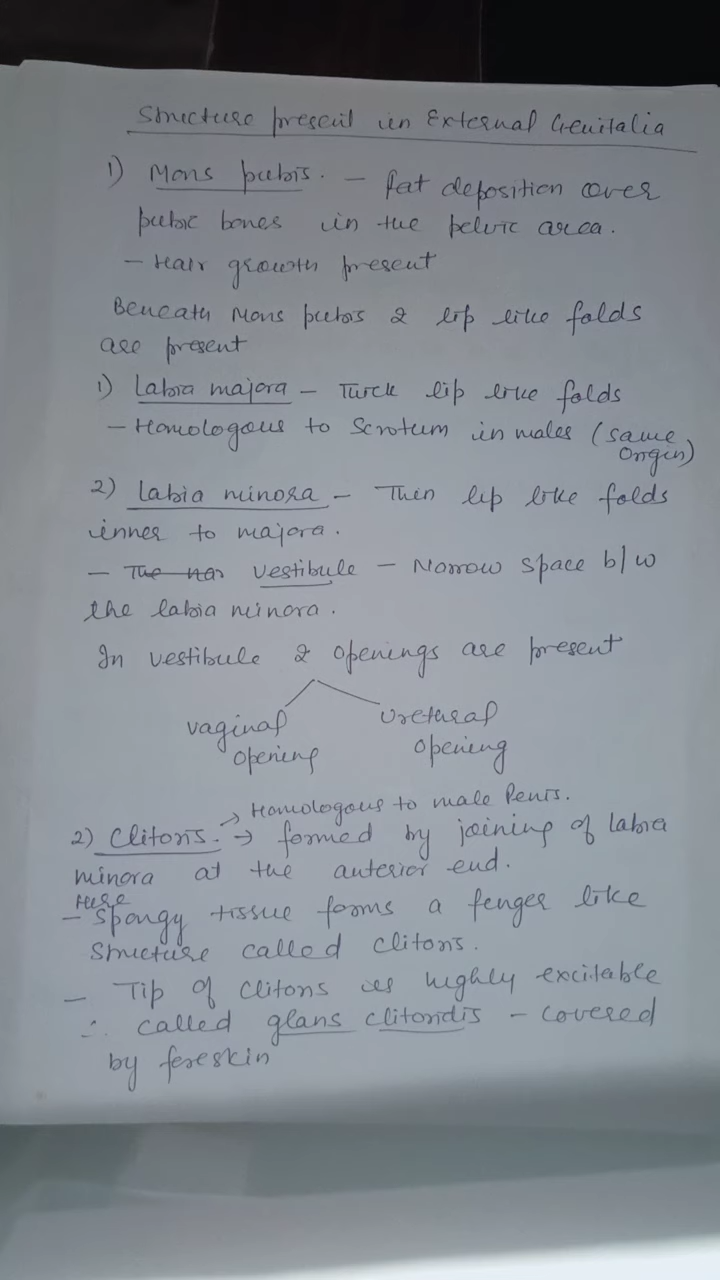 Structure present in External Genitalia
1) Mons pubis. - fat deposition over
pubic bones in the pelvic area.
- Hair growth present
Beneath Mons pubis 2 lip like folds
are present
1) Labia majora - Thick lip like folds
- Homologous to Scrotum in males (same
Origin)
2) Labia minora - Thin lip like folds
inner to majora.
- The nar Vestibule - Narrow space b/w
the labia minora.
In vestibule 2 openings are present
vaginal opening
Urethral opening
→ Homologous to male Penis.
2) Clitoris. → formed by joining of labia
minora at the anterior end.
Here
- Spongy tissue forms a finger like
structure called clitoris.
- Tip of clitoris is highly excitable
∴ called glans clitoridis - covered
by foreskin